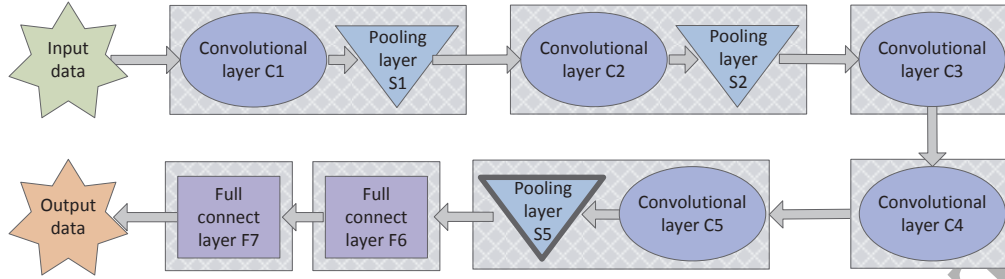 Input
data
Convolutional
layer C1
Pooling
layer
S1
Convolutional
layer C2
Pooling
layer
S2
Convolutional
layer C3
Output
data
Full
connect
layer F7
Full
connect
layer F6
Pooling
layer
S5
Convolutional
layer C5
Convolutional
layer C4